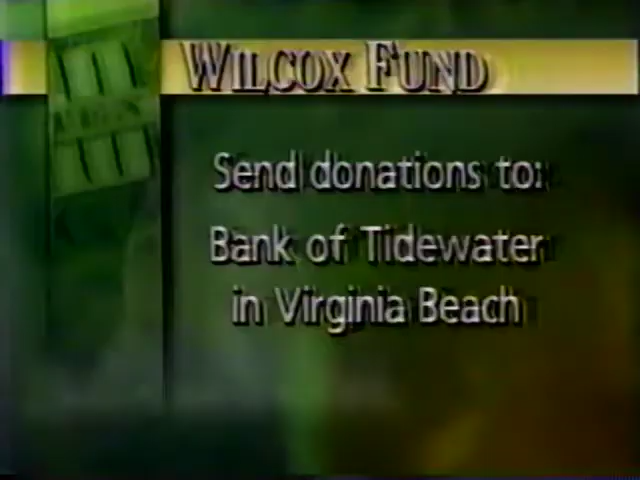 WILCOX FUND
Send donations to:
Bank of Tidewater
in Virginia Beach